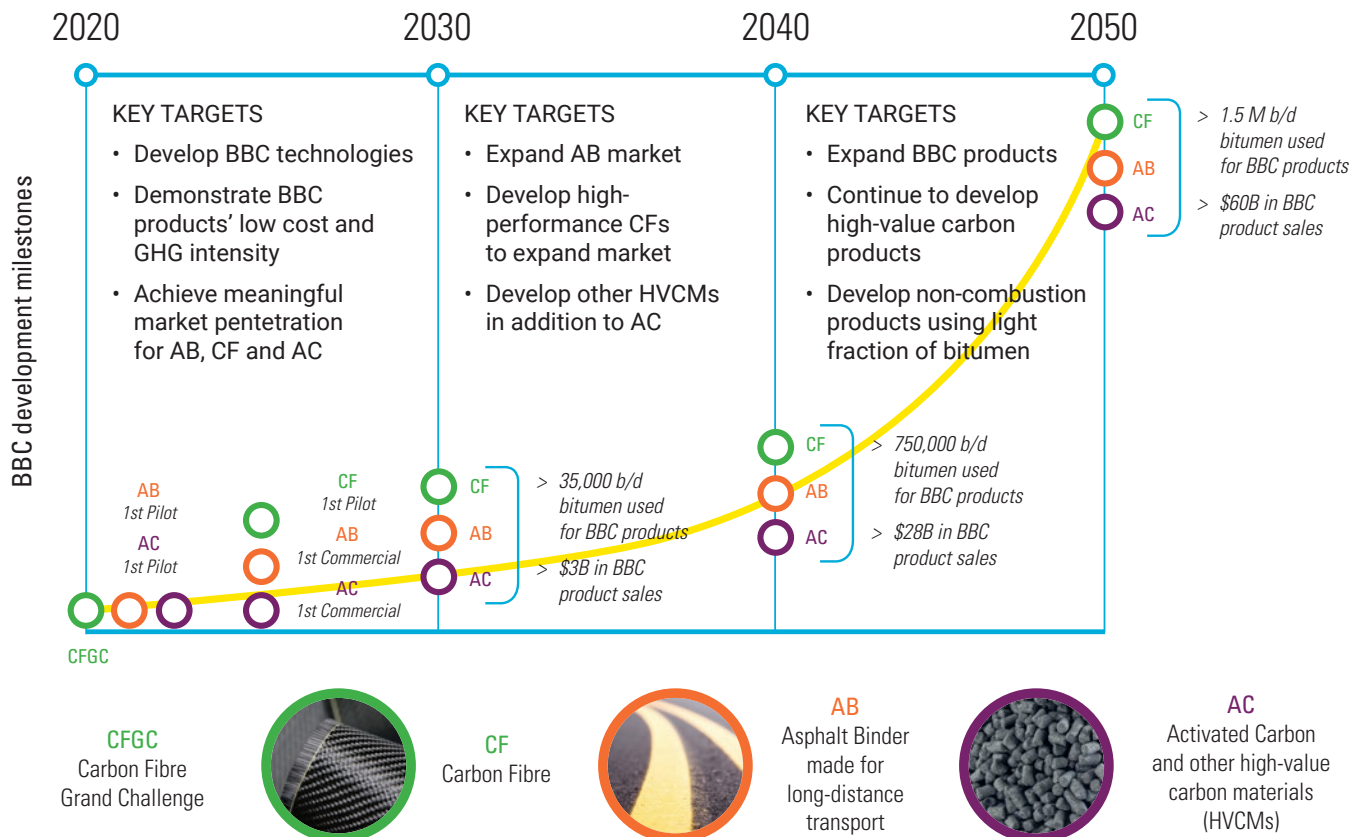 2020
2030
2040
2050
BBC development milestones
KEY TARGETS
• Develop BBC technologies
• Demonstrate BBC
products' low cost and
GHG intensity
• Achieve meaningful
market pentetration
for AB, CF and AC
KEY TARGETS
• Expand AB market
• Develop high-
performance CFs
to expand market
• Develop other HVCMs
in addition to AC
KEY TARGETS
• Expand BBC products
• Continue to develop
high-value carbon
products
• Develop non-combustion
products using light
fraction of bitumen
CF
AB
AC
> 1.5 M b/d
bitumen used
for BBC products
> $60B in BBC
product sales
AB
1st Pilot
AC
1st Pilot
CF
1st Pilot
AB
1st Commercial
AC
1st Commercial
CF
AB
AC
> 35,000 b/d
bitumen used
for BBC products
> $3B in BBC
product sales
CF
AB
AC
> 750,000 b/d
bitumen used
for BBC products
> $28B in BBC
product sales
CFGC
CFGC
Carbon Fibre
Grand Challenge
CF
Carbon Fibre
AB
Asphalt Binder
made for
long-distance
transport
AC
Activated Carbon
and other high-value
carbon materials
(HVCMs)